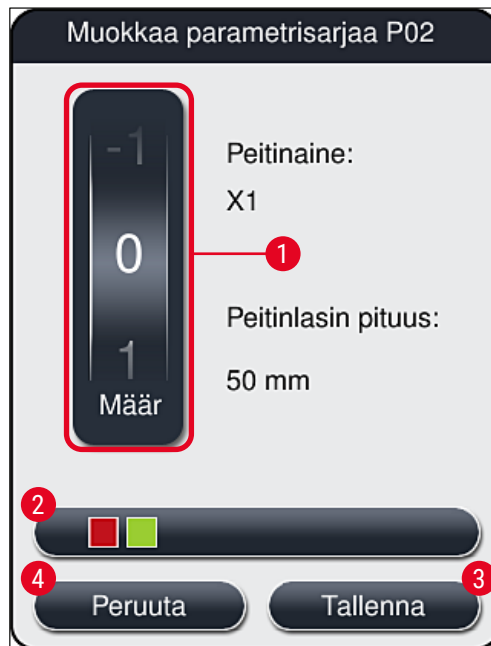 Muokkaa parametrisarjaa P02
-1
0
1
Määr
1
Peitinaine:
X1
Peitinlasin pituus:
50 mm
2
4
Peruuta
3
Tallenna